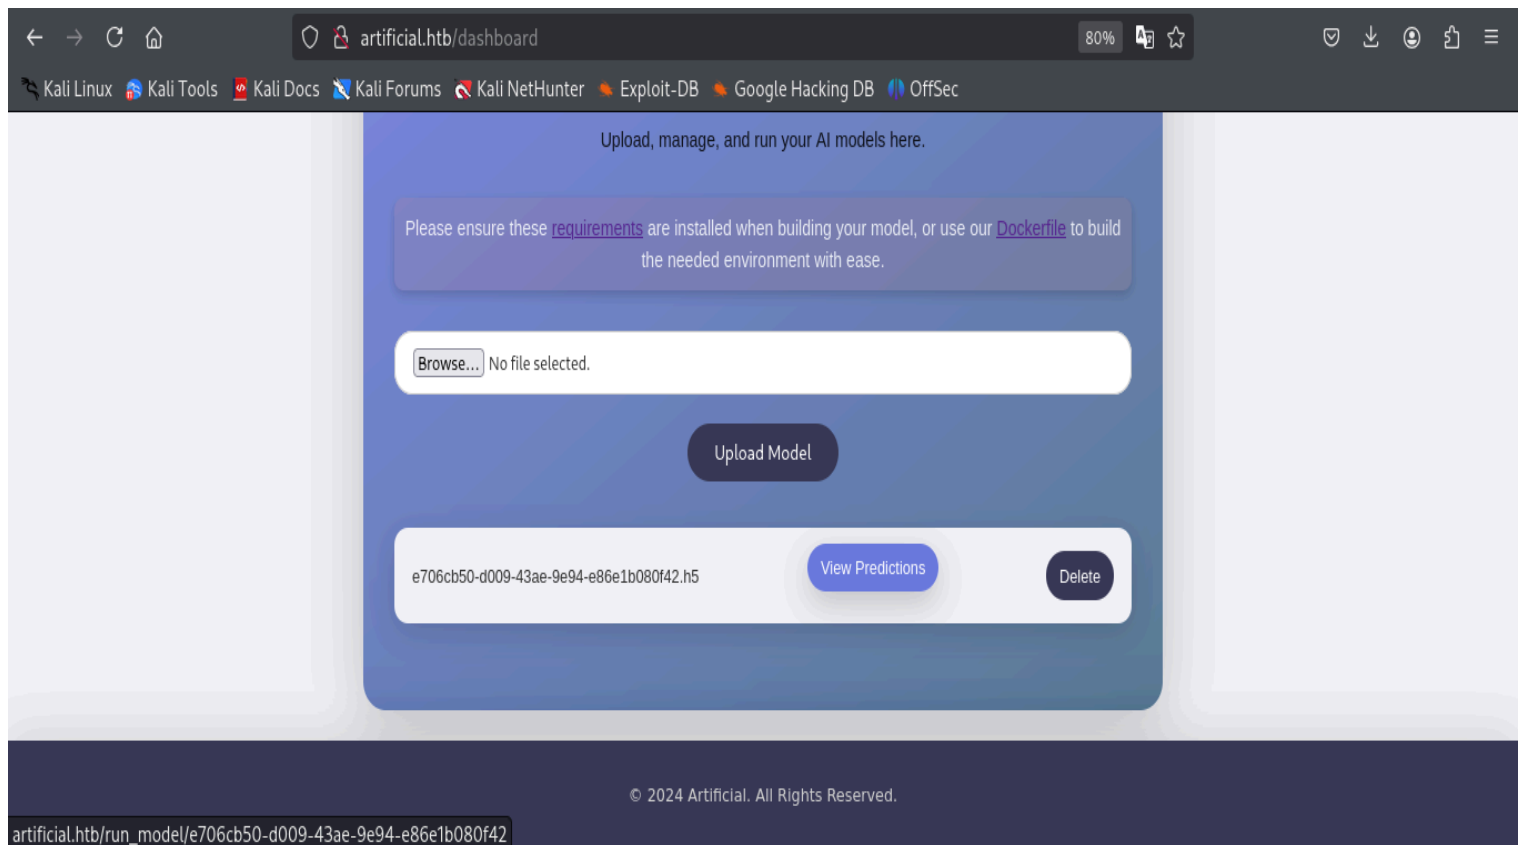 artificial.htb/dashboard
80%
Kali Linux Kali Tools Kali Docs Kali Forums Kali NetHunter Exploit-DB Google Hacking DB OffSec
Upload, manage, and run your AI models here.
Please ensure these requirements are installed when building your model, or use our Dockerfile to build
the needed environment with ease.
Browse... No file selected.
Upload Model
e706cb50-d009-43ae-9e94-e86e1b080f42.h5 View Predictions Delete
© 2024 Artificial. All Rights Reserved.
artificial.htb/run_model/e706cb50-d009-43ae-9e94-e86e1b080f42